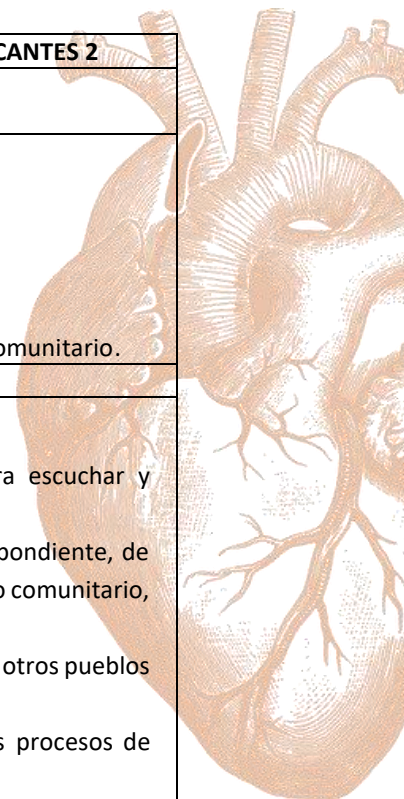 CANTES 2
omunitario.
ra escuchar y
pondiente, de
o comunitario,
otros pueblos
s procesos de